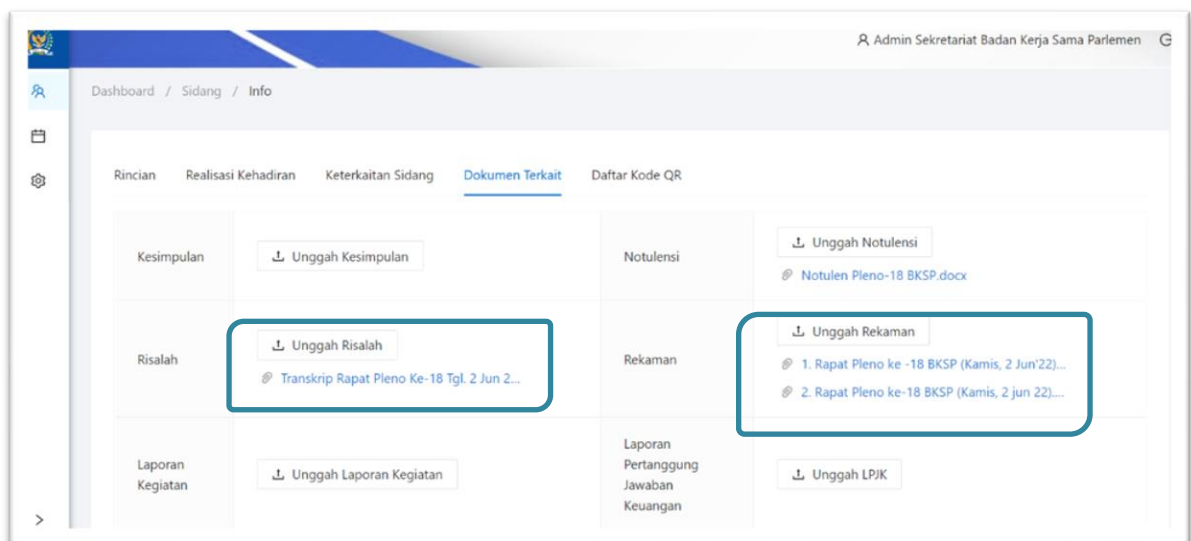 Admin Sekretariat Badan Kerja Sama Parlemen
Dashboard / Sidang / Info
Rincian Realisasi Kehadiran Keterkaitan Sidang Dokumen Terkait Daftar Kode QR
Kesimpulan
Unggah Kesimpulan
Notulensi
Unggah Notulensi
Notulen Pleno-18 BKSP.docx
Risalah
Unggah Risalah
Transkrip Rapat Pleno Ke-18 Tgl. 2 Jun 2...
Rekaman
Unggah Rekaman
1. Rapat Pleno ke -18 BKSP (Kamis, 2 Jun'22)...
2. Rapat Pleno ke-18 BKSP (Kamis, 2 jun 22)....
Laporan
Kegiatan
Unggah Laporan Kegiatan
Laporan
Pertanggung
Jawaban
Keuangan
Unggah LPJK